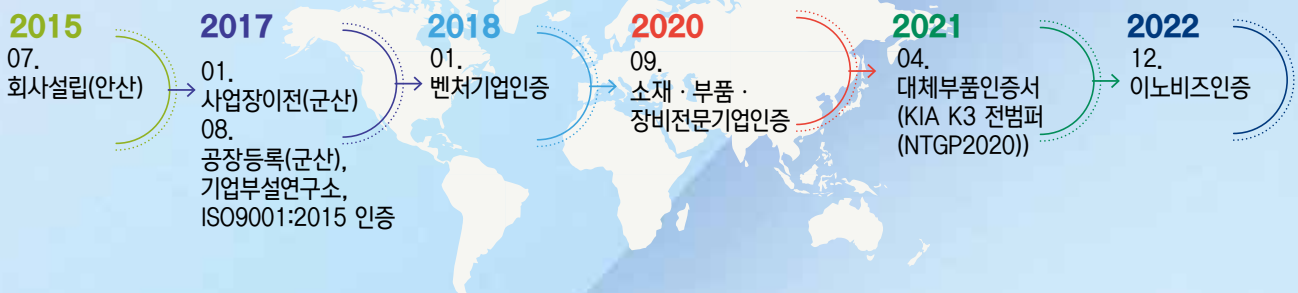 2015
07.
회사설립(안산)
2017
01.
사업장이전(군산)
08.
공장등록(군산),
기업부설연구소,
ISO9001:2015 인증
2018
01.
벤처기업인증
2020
09.
소재 · 부품 ·
장비전문기업인증
2021
04.
대체부품인증서
(KIA K3 전범퍼
(NTGP2020))
2022
12.
이노비즈인증